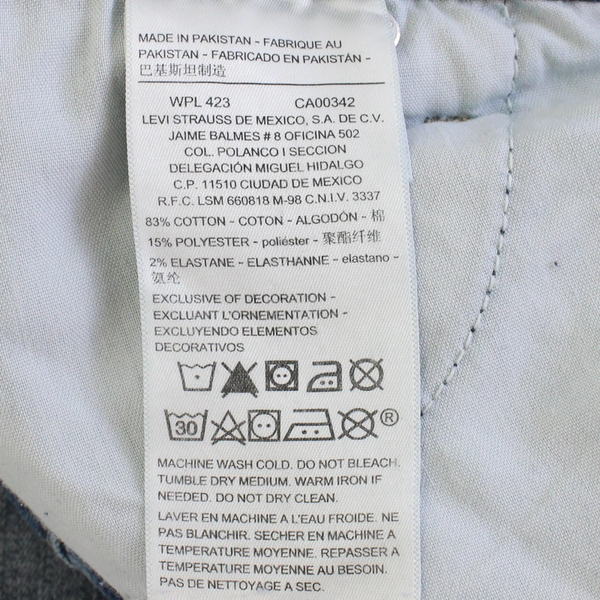 MADE IN PAKISTAN - FABRIQUE AU
PAKISTAN - FABRICADO EN PAKISTÁN -
巴基斯坦制造
WPL 423 CA00342
LEVI STRAUSS DE MEXICO, S.A. DE C.V.
JAIME BALMES # 8 OFICINA 502
COL. POLANCO I SECCION
DELEGACIÓN MIGUEL HIDALGO
C.P. 11510 CIUDAD DE MEXICO
R.F.C. LSM 660818 M-98 C.N.I.V. 3337
83% COTTON - COTON - ALGODÓN - 棉
15% POLYESTER - poliéster - 聚酯纤维
2% ELASTANE - ELASTHANNE - elastano -
氨纶
EXCLUSIVE OF DECORATION -
EXCLUANT L'ORNEMENTATION -
EXCLUYENDO ELEMENTOS
DECORATIVOS
30 ®
MACHINE WASH COLD. DO NOT BLEACH.
TUMBLE DRY MEDIUM. WARM IRON IF
NEEDED. DO NOT DRY CLEAN.
LAVER EN MACHINE A L'EAU FROIDE. NE
PAS BLANCHIR. SECHER EN MACHINE A
TEMPERATURE MOYENNE. REPASSER A
TEMPERATURE MOYENNE AU BESOIN.
PAS DE NETTOYAGE A SEC.